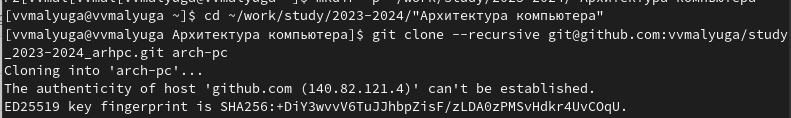 [vvmalyuga@vvmalyuga ~]$ cd ~/work/study/2023-2024/"Архитектура компьютера"
[vvmalyuga@vvmalyuga Архитектура компьютера]$ git clone --recursive git@github.com:vvmalyuga/study
_2023-2024_arhpc.git arch-pc
Cloning into 'arch-pc'...
The authenticity of host 'github.com (140.82.121.4)' can't be established.
ED25519 key fingerprint is SHA256:+DiY3wvvV6TuJJhbpZisF/zLDA0zPMSvHdkr4UvCOqU.